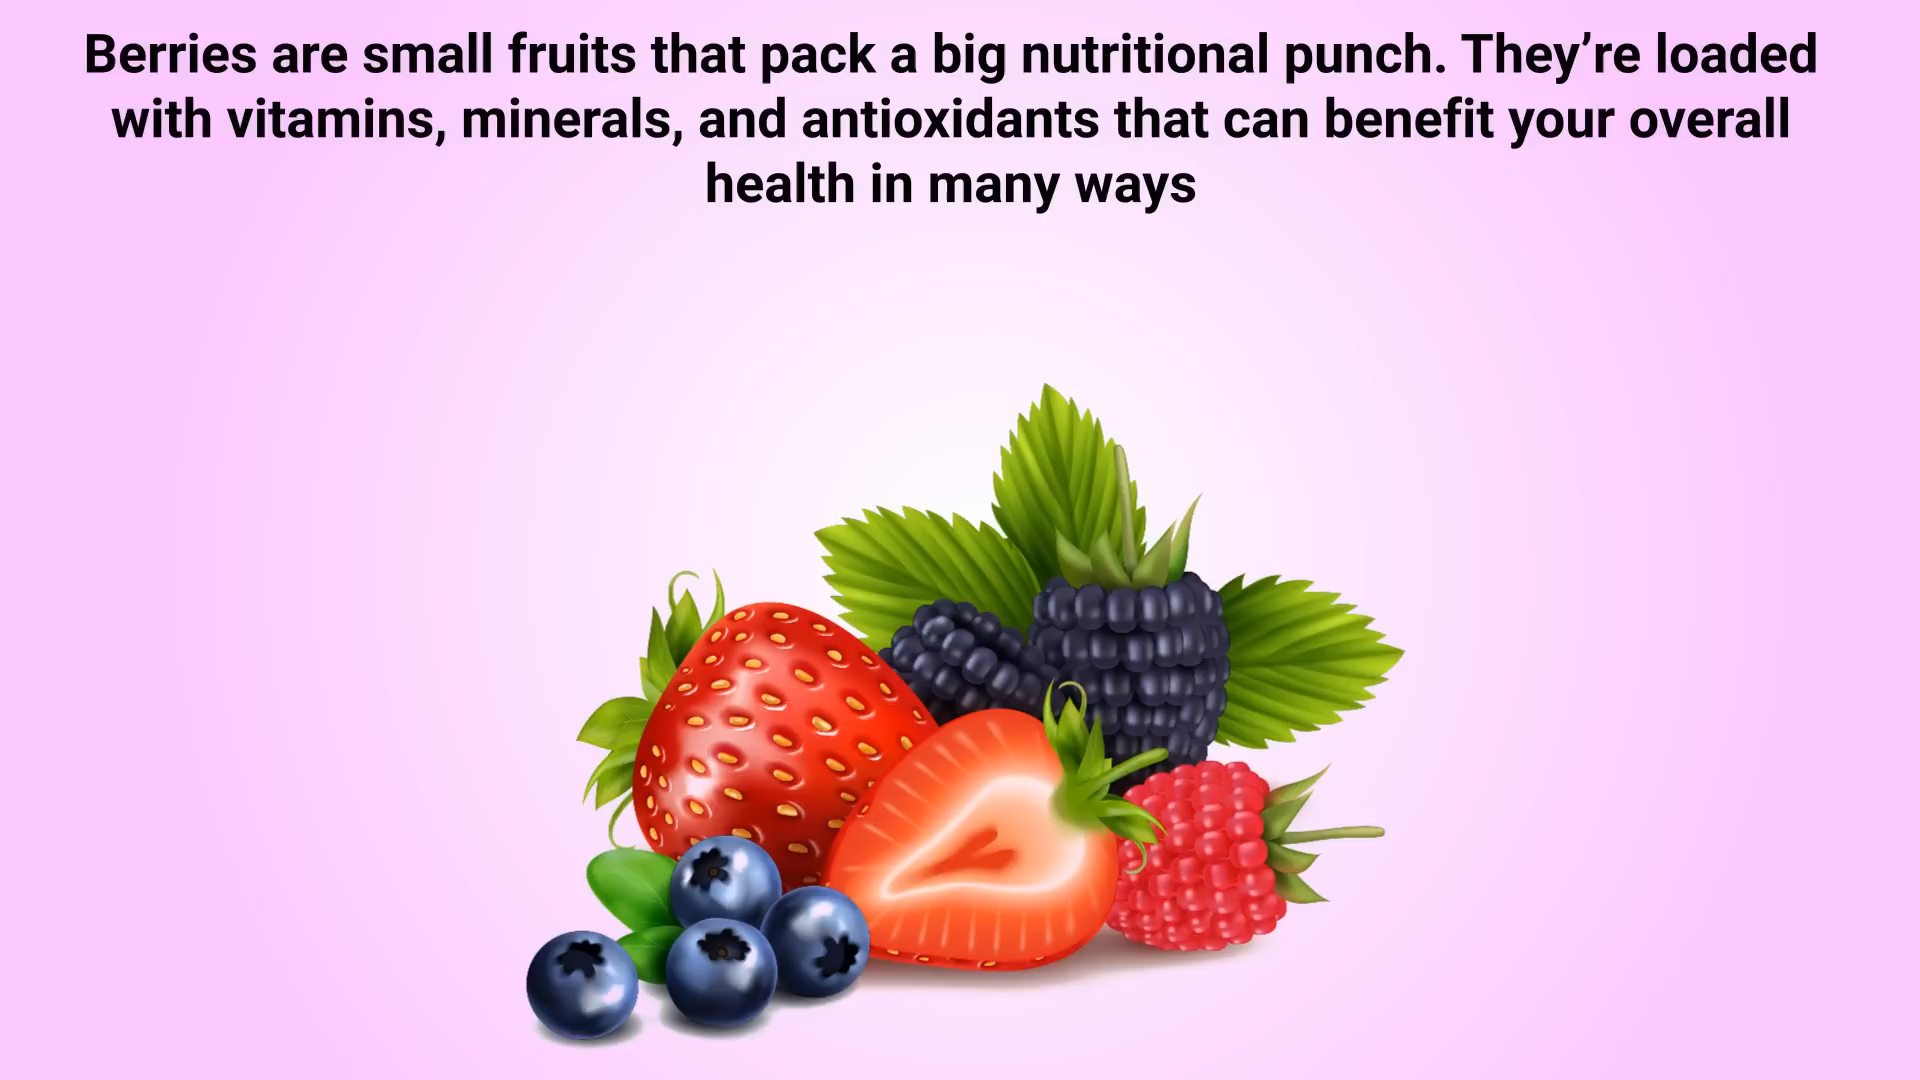 Berries are small fruits that pack a big nutritional punch. They’re loaded
with vitamins, minerals, and antioxidants that can benefit your overall
health in many ways